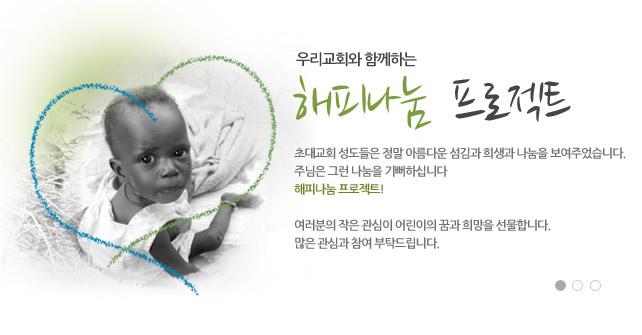 우리교회와 함께하는
해피나눔 프로젝트
초대교회 성도들은 정말 아름다운 섬김과 희생과 나눔을 보여주었습니다.
주님은 그런 나눔을 기뻐하십니다
해피나눔 프로젝트!
여러분의 작은 관심이 어린이의 꿈과 희망을 선물합니다.
많은 관심과 참여 부탁드립니다.